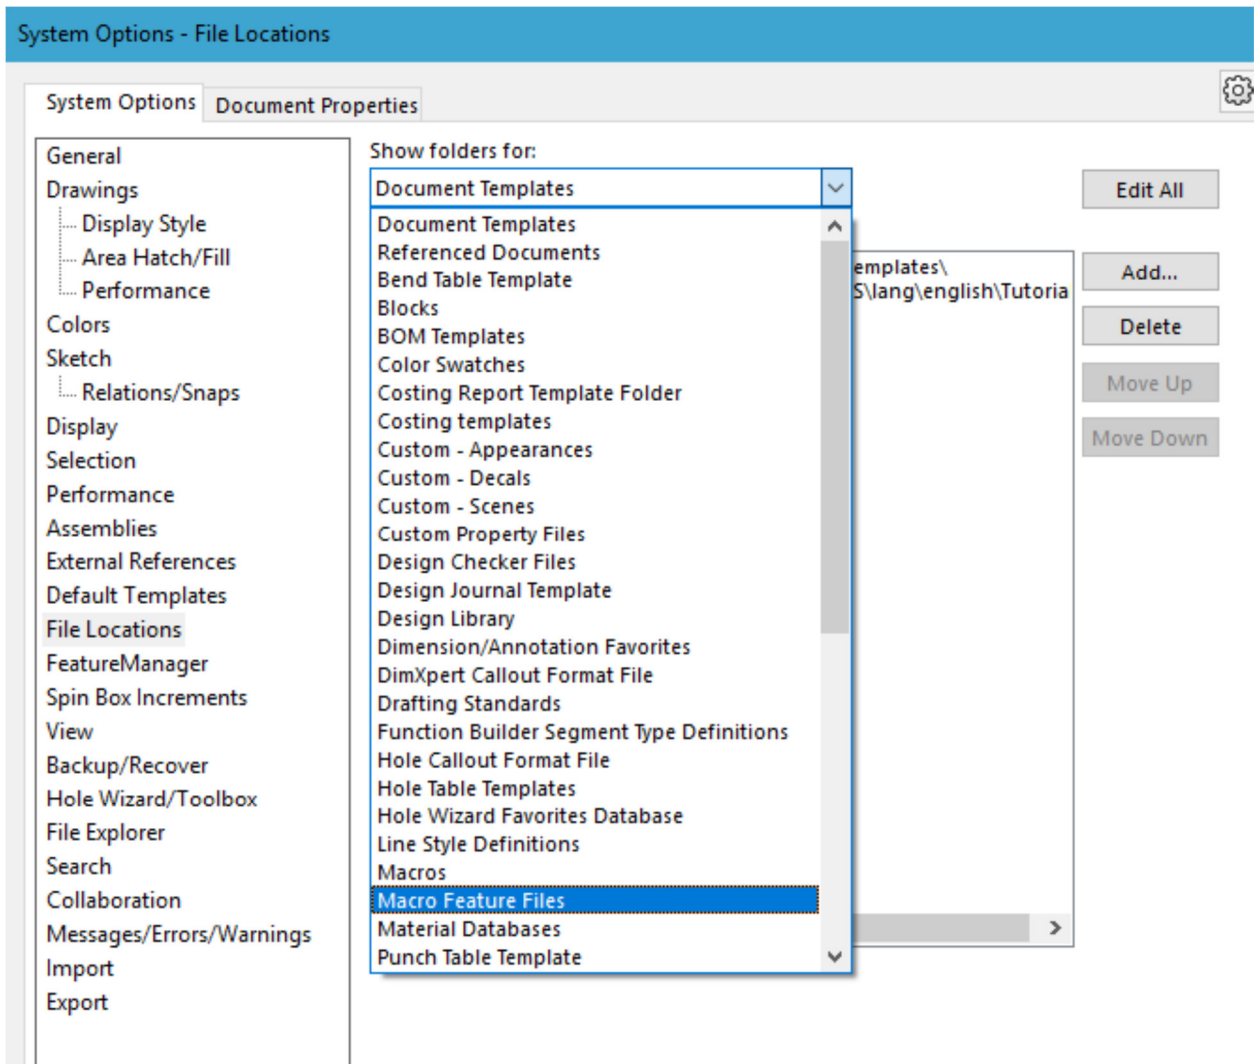 System Options - File Locations
System Options
Document Properties
General
Drawings
Display Style
Area Hatch/Fill
Performance
Colors
Sketch
Relations/Snaps
Display
Selection
Performance
Assemblies
External References
Default Templates
File Locations
FeatureManager
Spin Box Increments
View
Backup/Recover
Hole Wizard/Toolbox
File Explorer
Search
Collaboration
Messages/Errors/Warnings
Import
Export
Show folders for:
Document Templates
Document Templates
Referenced Documents
Bend Table Template
Blocks
BOM Templates
Color Swatches
Costing Report Template Folder
Costing templates
Custom - Appearances
Custom - Decals
Custom - Scenes
Custom Property Files
Design Checker Files
Design Journal Template
Design Library
Dimension/Annotation Favorites
DimXpert Callout Format File
Drafting Standards
Function Builder Segment Type Definitions
Hole Callout Format File
Hole Table Templates
Hole Wizard Favorites Database
Line Style Definitions
Macros
Macro Feature Files
Material Databases
Punch Table Template
emplates\
S\lang\english\Tutoria
Edit All
Add...
Delete
Move Up
Move Down